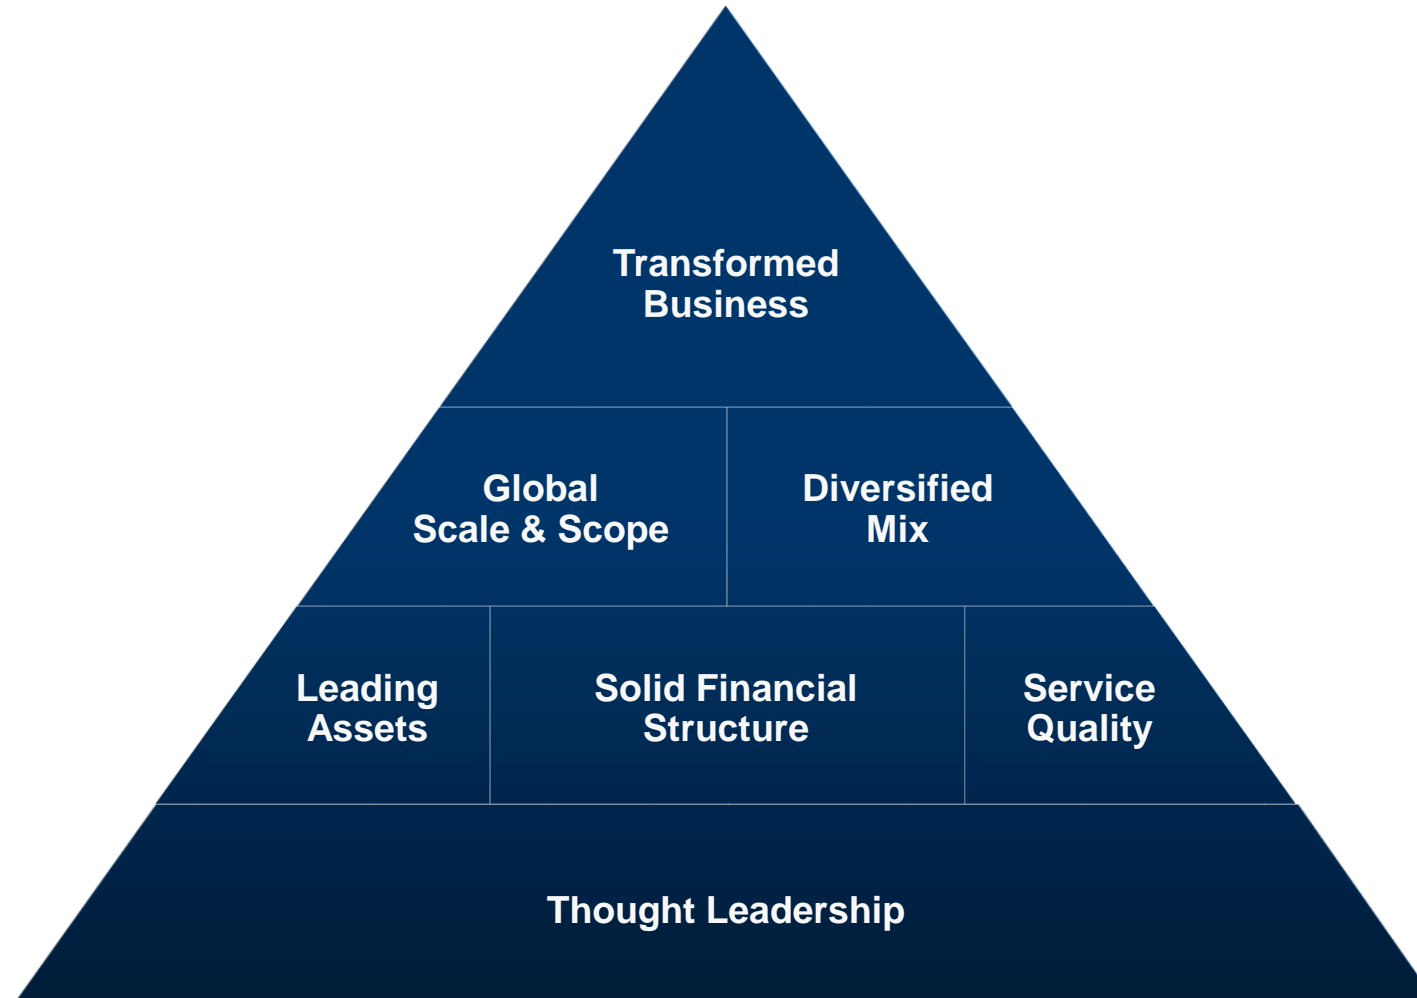 Transformed
Business
Global
Scale & Scope
Diversified
Mix
Leading
Assets
Solid Financial
Structure
Service
Quality
Thought Leadership